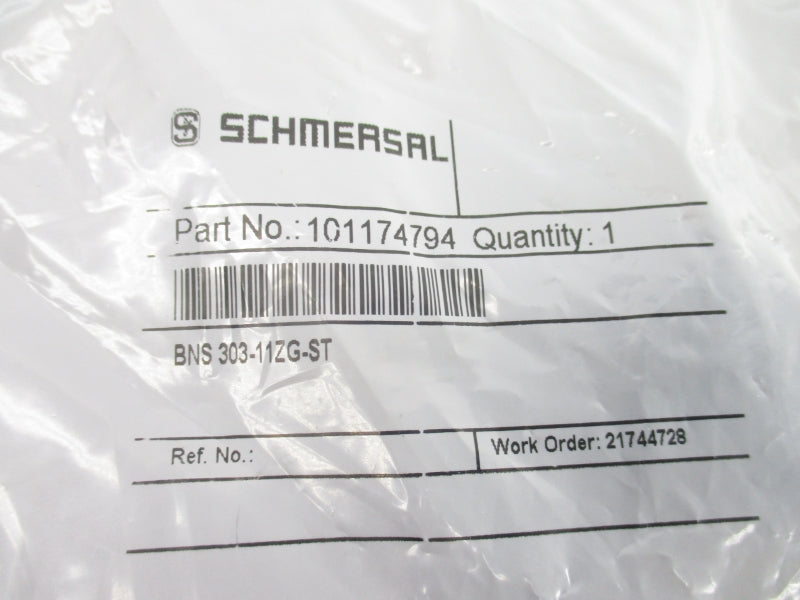 SCHMERSAL
Part No.: 101174794 Quantity: 1
BNS 303-11ZG-ST
Ref. No.:
Work Order: 21744728